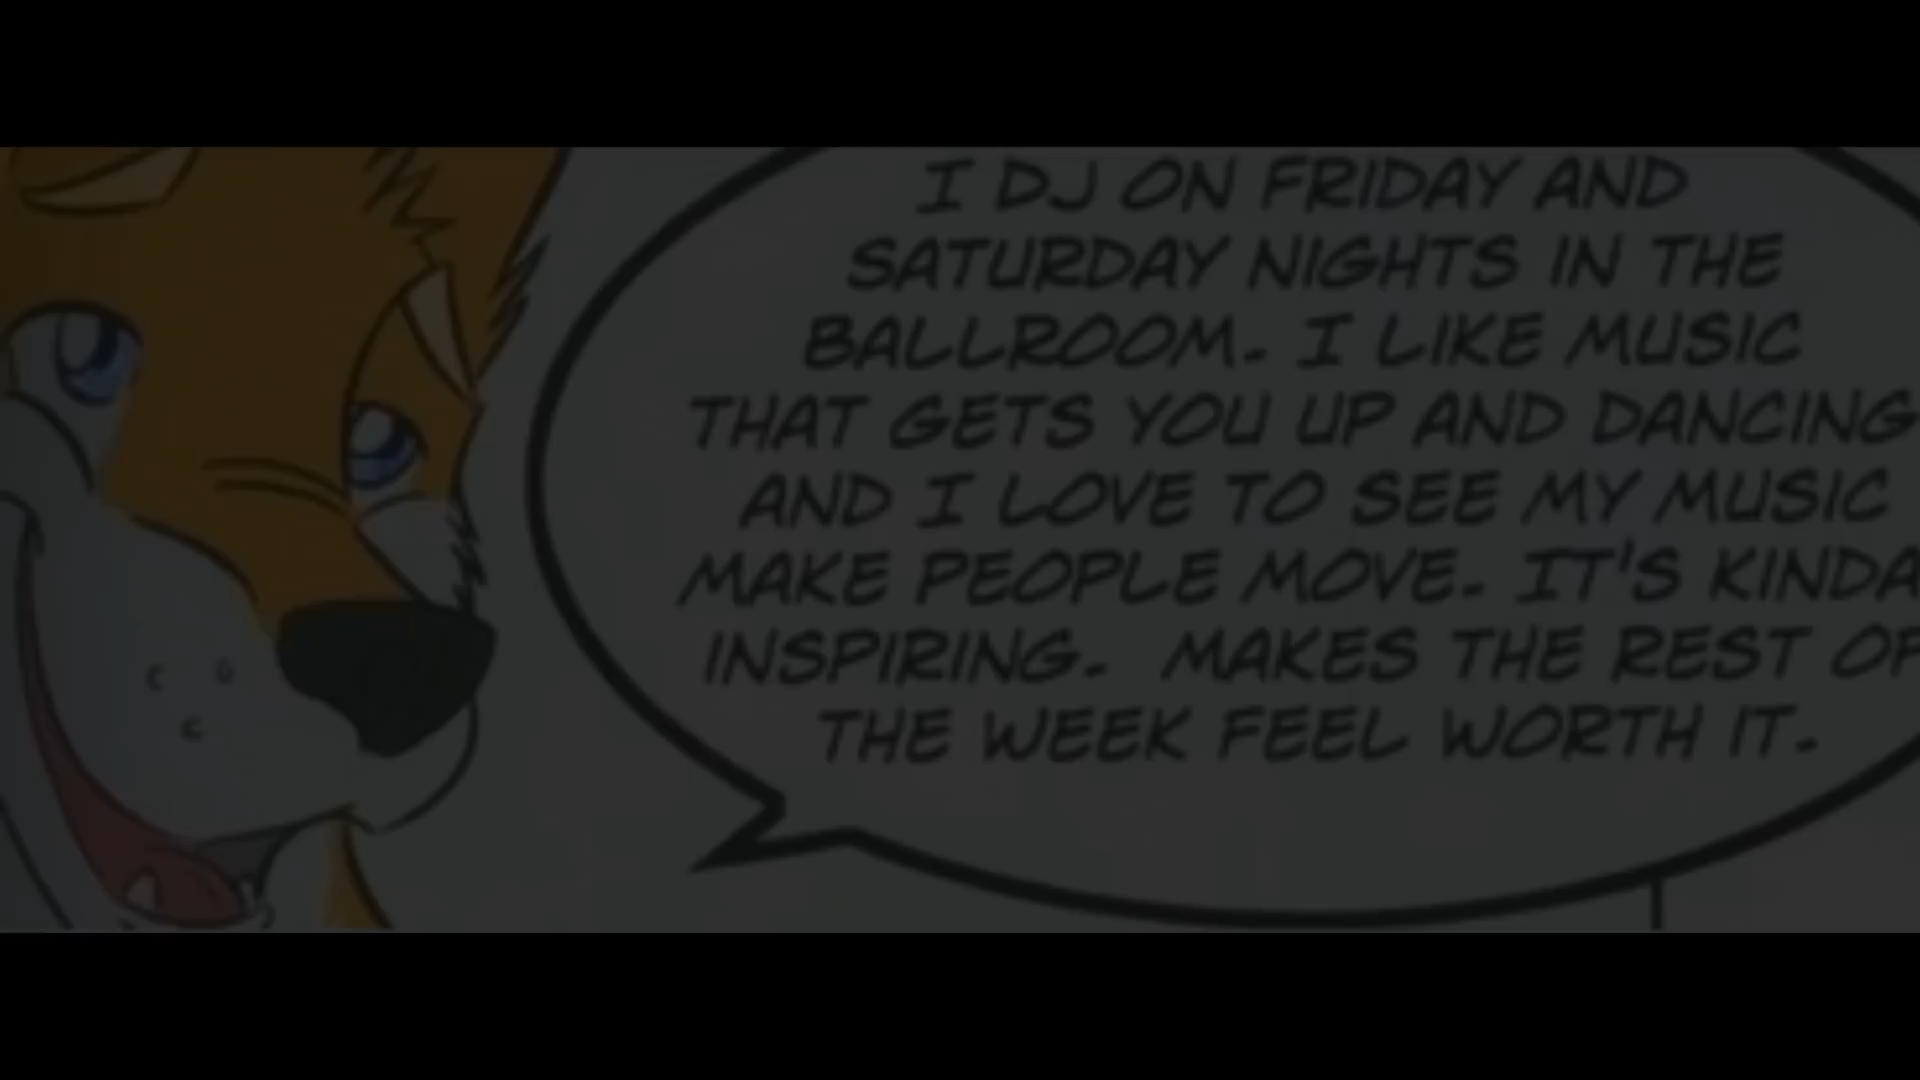 I DJ ON FRIDAY AND
SATURDAY NIGHTS IN THE
BALLROOM. I LIKE MUSIC
THAT GETS YOU UP AND DANCING
AND I LOVE TO SEE MY MUSIC
MAKE PEOPLE MOVE. IT'S KINDA
INSPIRING. MAKES THE REST OF
THE WEEK FEEL WORTH IT.